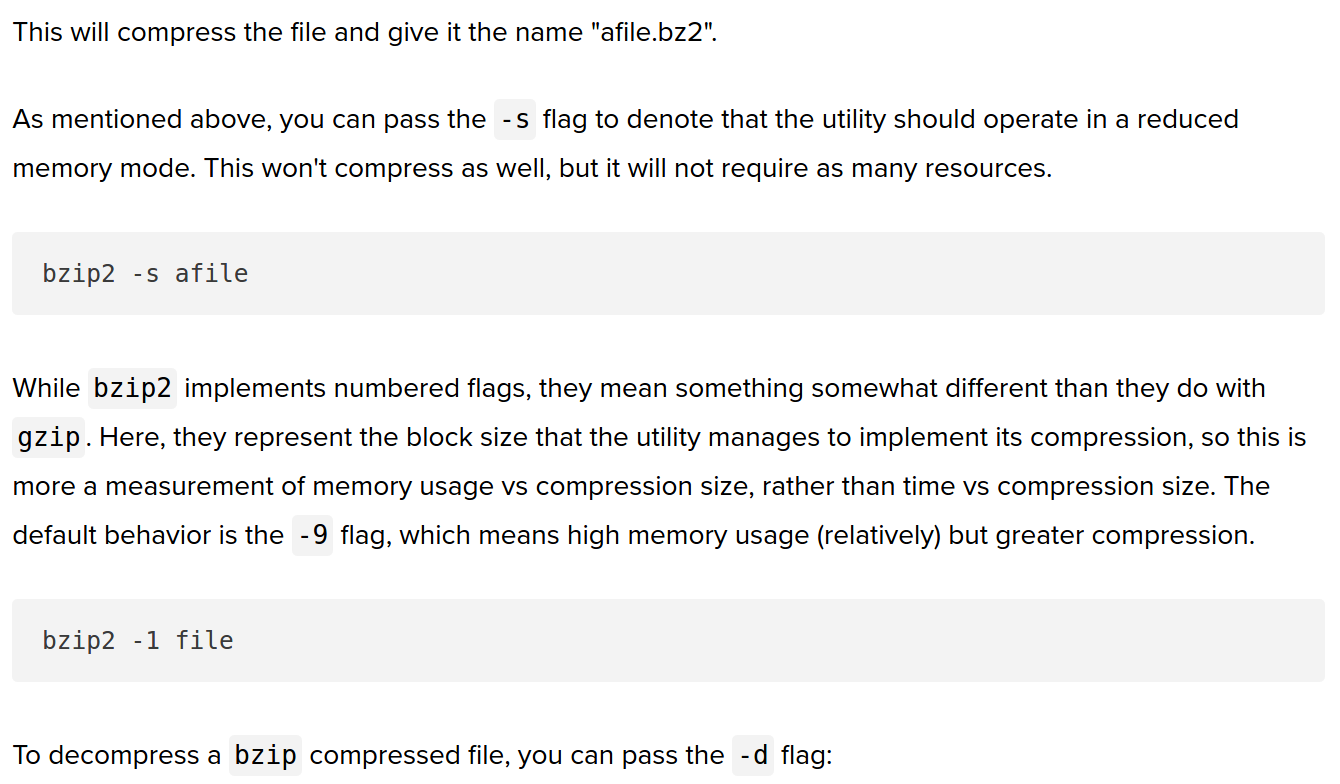 This will compress the file and give it the name "afile.bz2".
As mentioned above, you can pass the -s flag to denote that the utility should operate in a reduced
memory mode. This won't compress as well, but it will not require as many resources.
bzip2 -s afile
While bzip2 implements numbered flags, they mean something somewhat different than they do with
gzip. Here, they represent the block size that the utility manages to implement its compression, so this is
more a measurement of memory usage vs compression size, rather than time vs compression size. The
default behavior is the -9 flag, which means high memory usage (relatively) but greater compression.
bzip2 -1 file
To decompress a bzip compressed file, you can pass the -d flag: